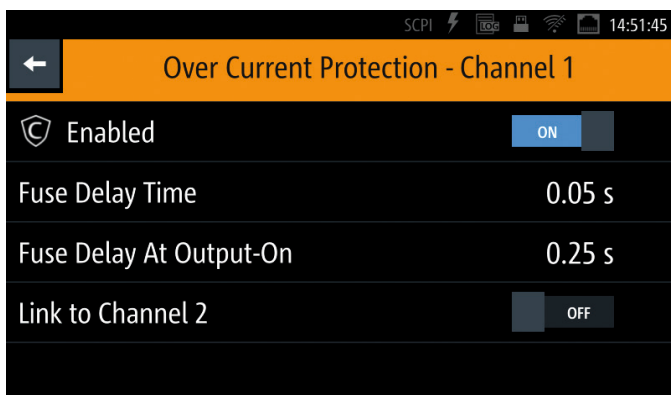 SCPI LOG 14:51:45
Over Current Protection - Channel 1
C Enabled ON
Fuse Delay Time 0.05 s
Fuse Delay At Output-On 0.25 s
Link to Channel 2 OFF